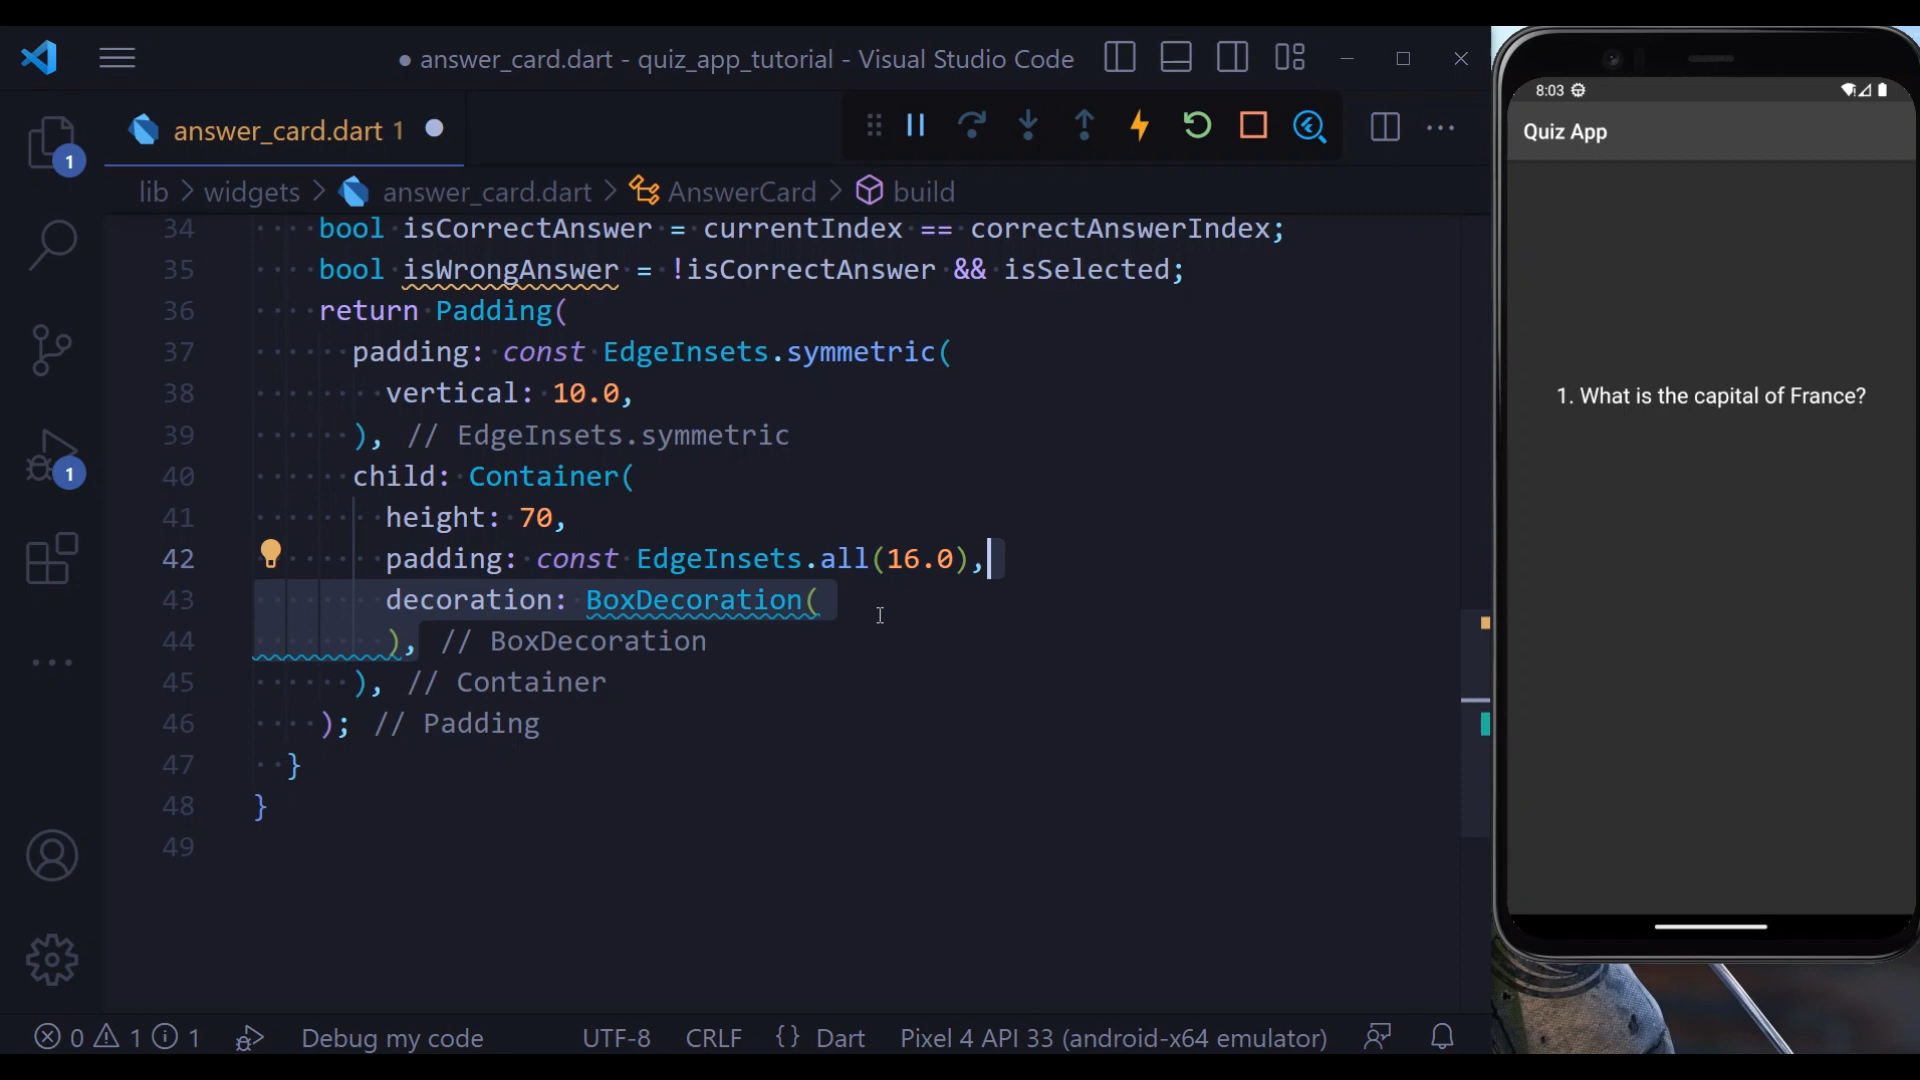 answer_card.dart - quiz_app_tutorial - Visual Studio Code
answer_card.dart 1
lib > widgets > answer_card.dart > AnswerCard > build
34 bool isCorrectAnswer = currentIndex == correctAnswerIndex;
35 bool isWrongAnswer = !isCorrectAnswer && isSelected;
36 return Padding(
37 padding: const EdgeInsets.symmetric(
38 vertical: 10.0,
39 ), // EdgeInsets.symmetric
40 child: Container(
41 height: 70,
42 padding: const EdgeInsets.all(16.0),
43 decoration: BoxDecoration(
44 ), // BoxDecoration
45 ), // Container
46 ); // Padding
47 }
48 }
49
1
1
0 1 1 Debug my code UTF-8 CRLF {} Dart Pixel 4 API 33 (android-x64 emulator)
8:03
Quiz App
1. What is the capital of France?